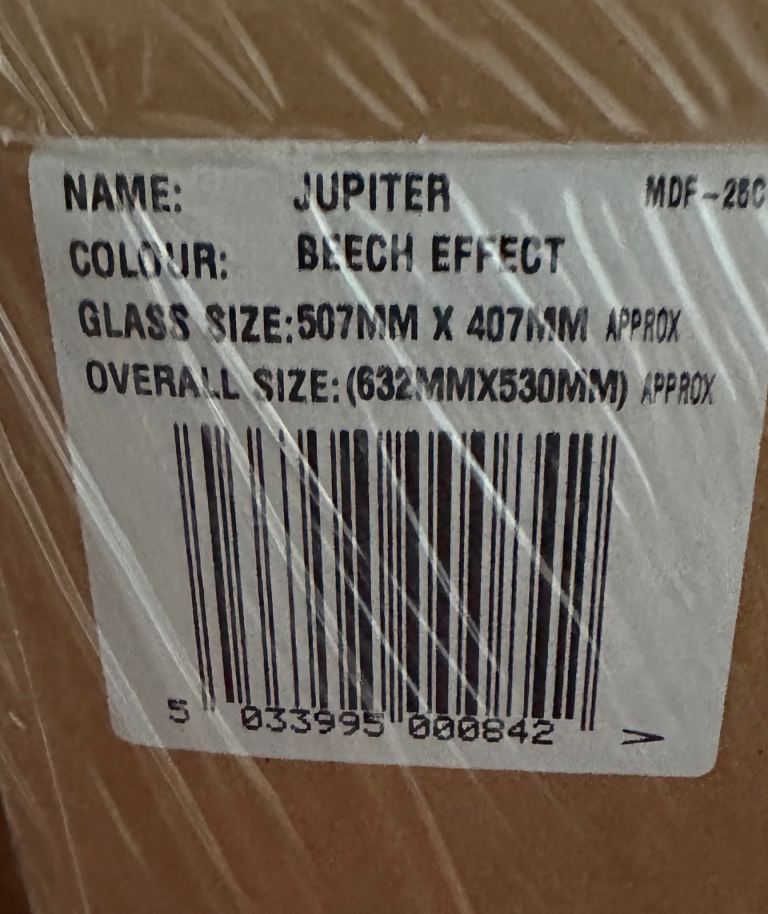 NAME: JUPITER
COLOUR: BEECH EFFECT
GLASS SIZE:507MM X 407MM APPROX
OVERALL SIZE:(632MMX530MM) APPROX
5 033995 000842 >